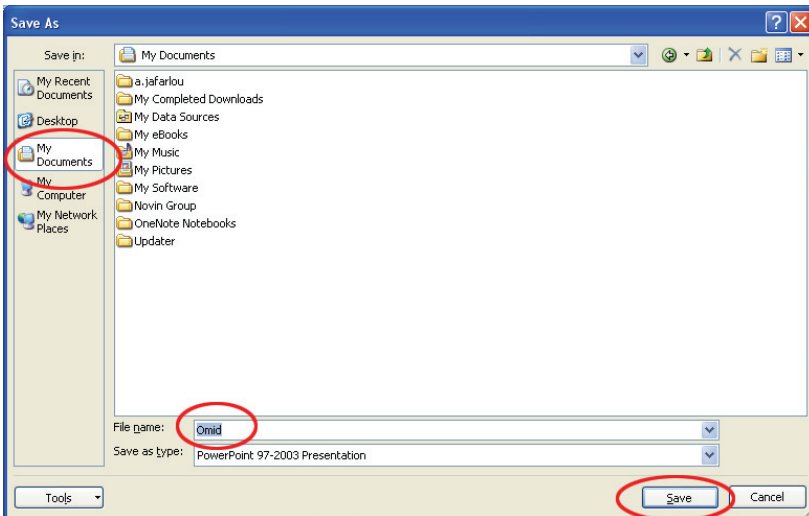 Save As
Save in:
My Documents
My Recent
Documents
Desktop
My
Documents
My
Computer
My Network
Places
a.jafarlou
My Completed Downloads
My Data Sources
My eBooks
My Music
My Pictures
My Software
Novin Group
OneNote Notebooks
Updater
File name:
Omid
Save as type:
PowerPoint 97-2003 Presentation
Tools
Save
Cancel